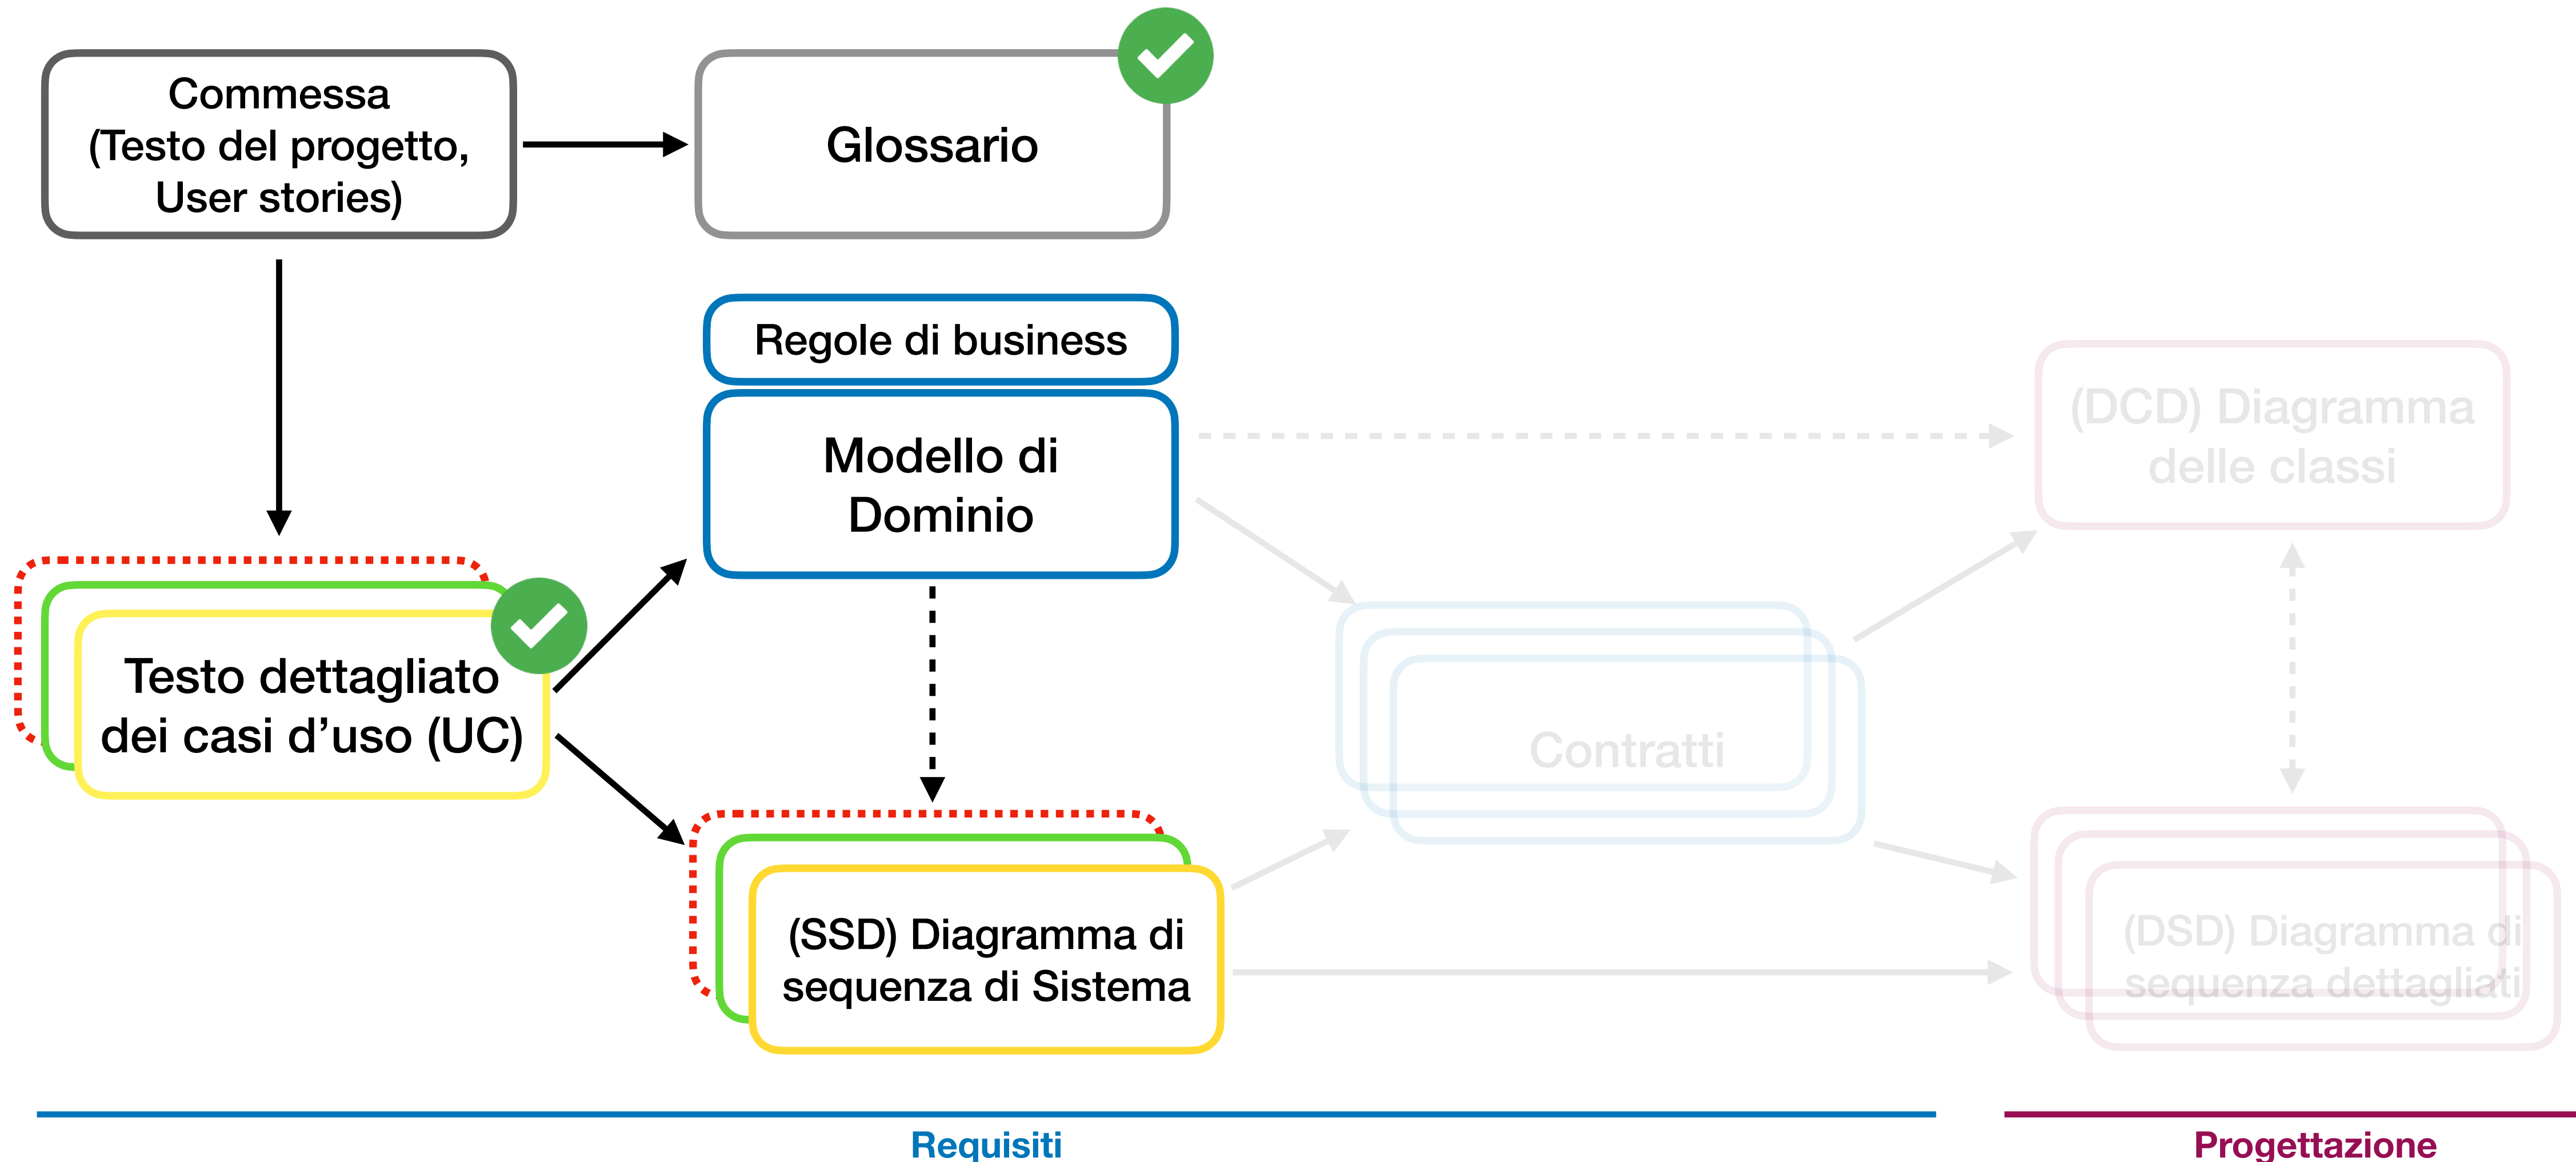 Commessa
(Testo del progetto,
User stories)
Glossario
Regole di business
Modello di
Dominio
(DCD) Diagramma
delle classi
Testo dettagliato
dei casi d’uso (UC)
Contratti
(SSD) Diagramma di
sequenza di Sistema
(DSD) Diagramma di
sequenza dettagliati
Requisiti
Progettazione